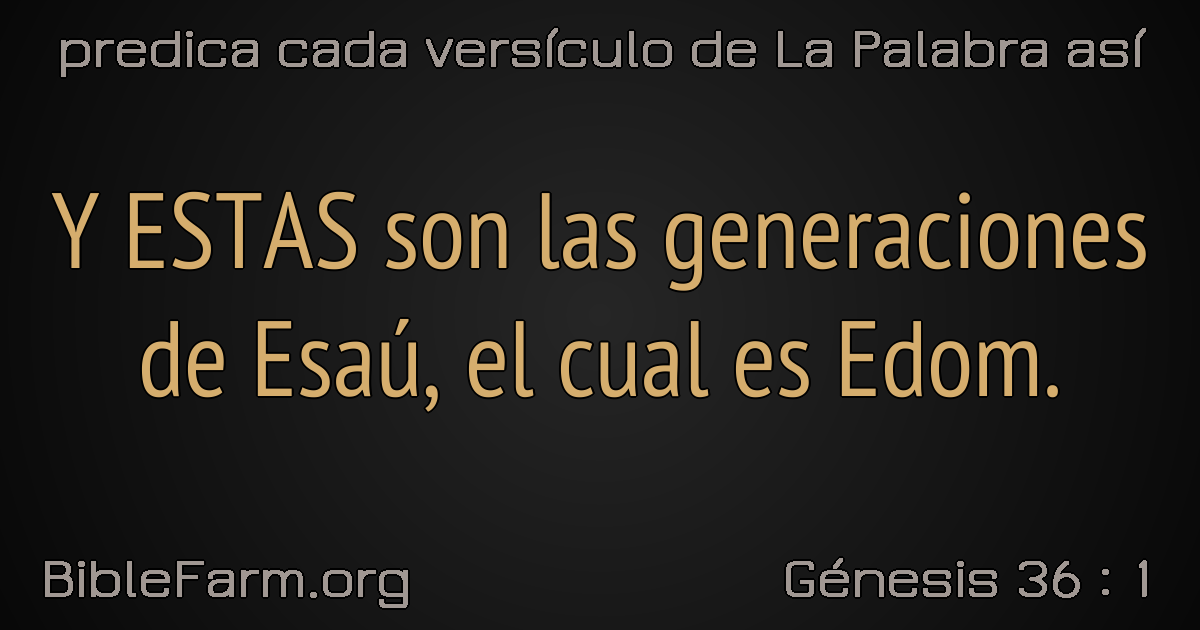 predica cada versículo de La Palabra así
Y ESTAS son las generaciones
de Esaú, el cual es Edom.
BibleFarm.org
Génesis 36 : 1